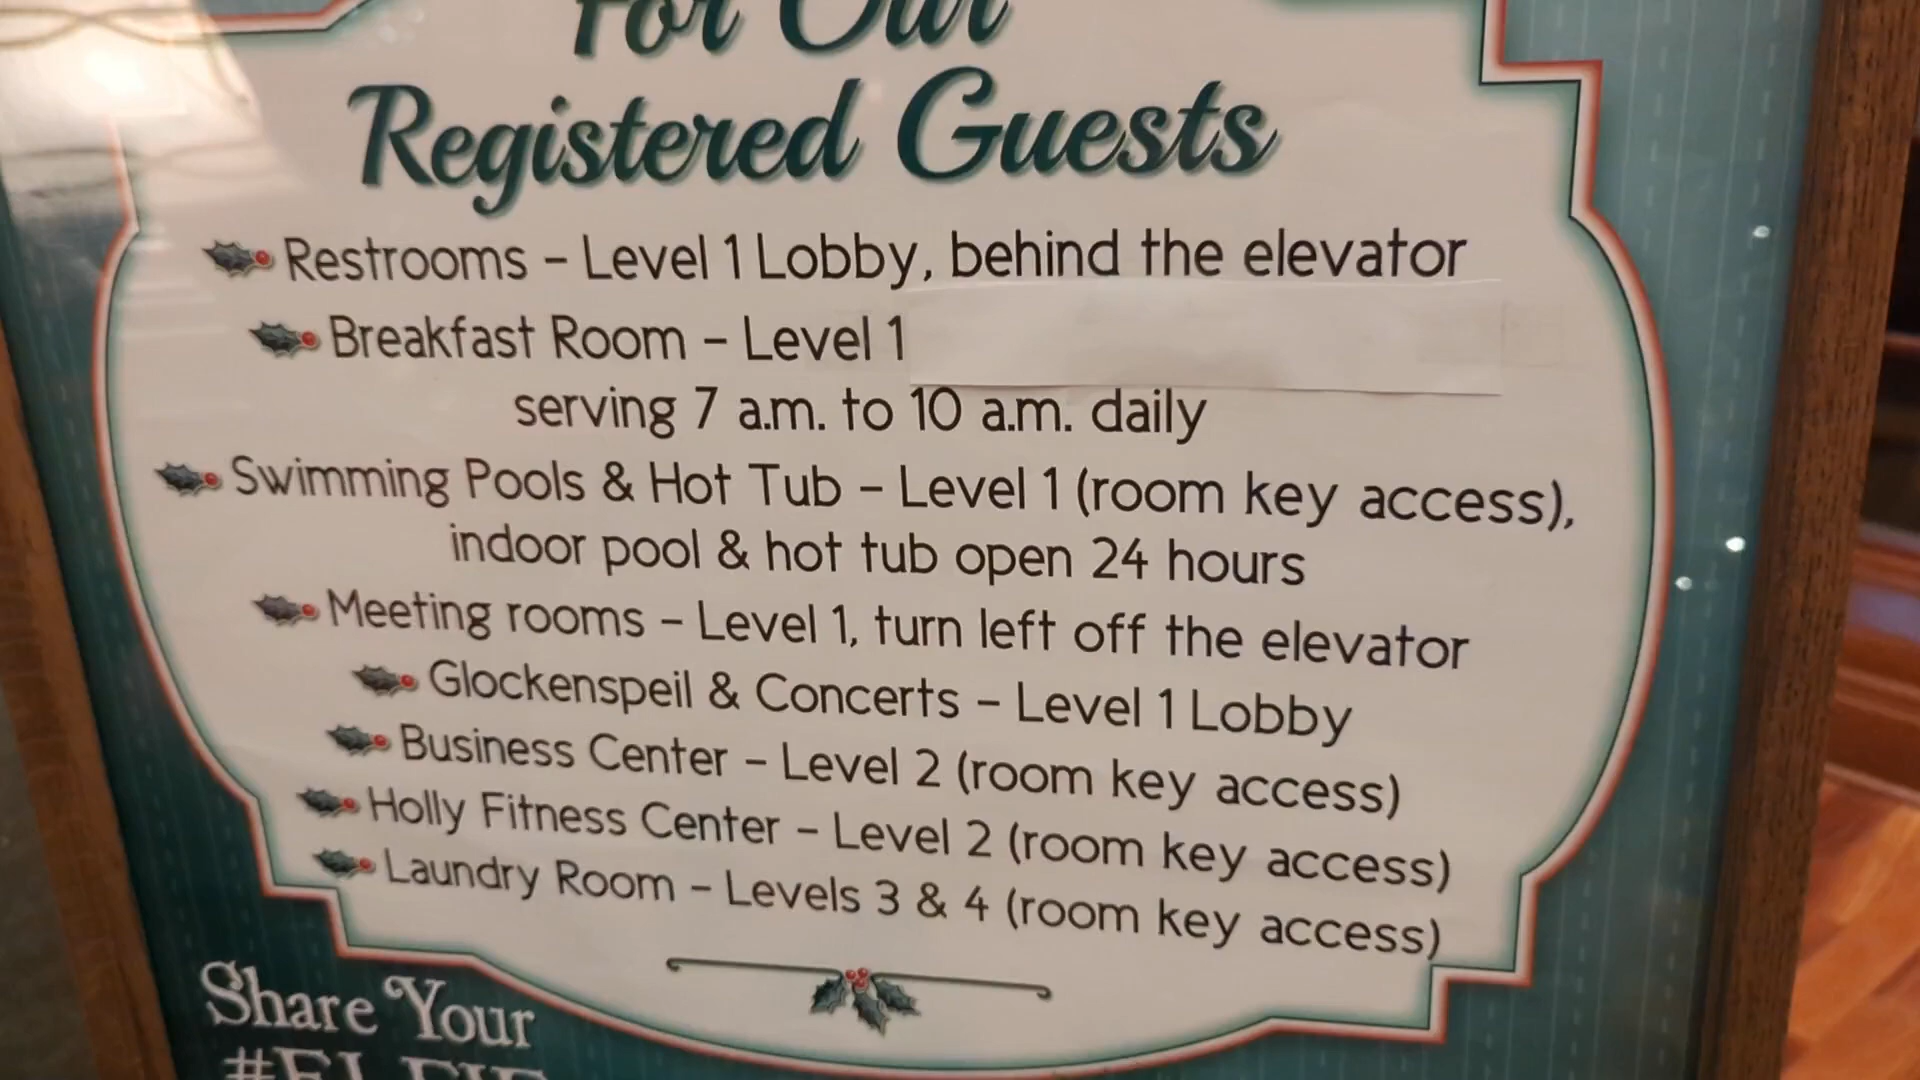 For Our
Registered Guests
Restrooms – Level 1 Lobby, behind the elevator
Breakfast Room – Level 1
serving 7 a.m. to 10 a.m. daily
Swimming Pools & Hot Tub – Level 1 (room key access),
indoor pool & hot tub open 24 hours
Meeting rooms – Level 1, turn left off the elevator
Glockenspeil & Concerts – Level 1 Lobby
Business Center – Level 2 (room key access)
Holly Fitness Center – Level 2 (room key access)
Laundry Room – Levels 3 & 4 (room key access)
Share Your